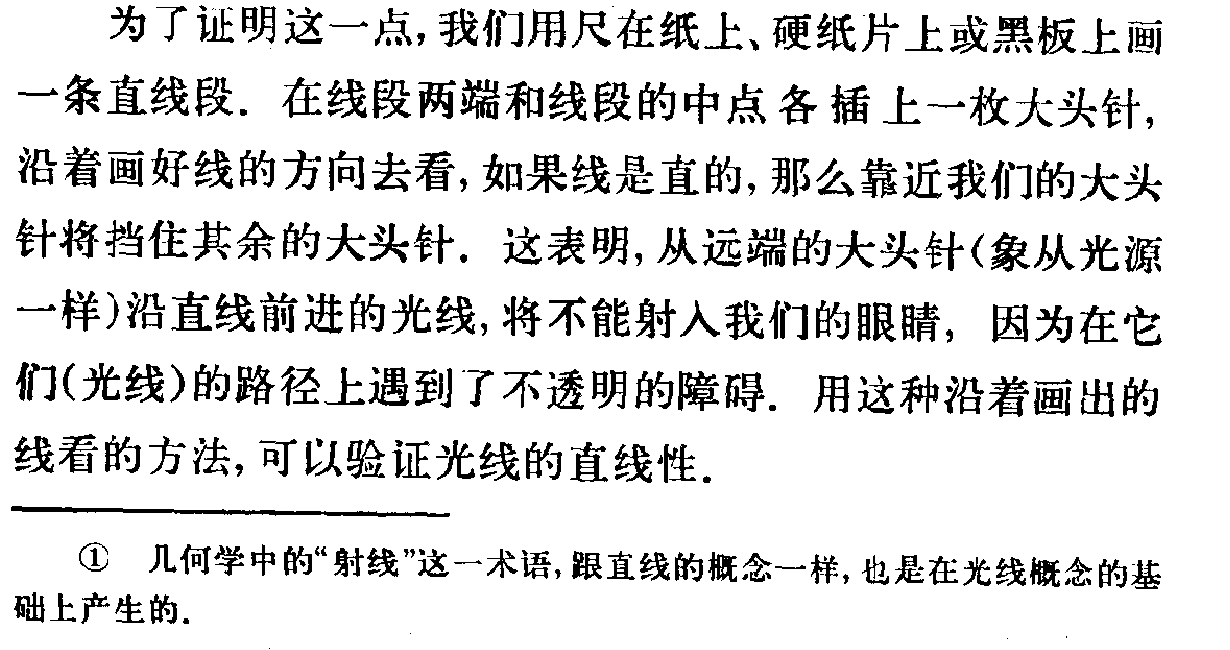 为了证明这一点,我们用尺在纸上、硬纸片上或黑板上画
一条直线段．在线段两端和线段的中点各插上一枚大头针,
沿着画好线的方向去看,如果线是直的,那么靠近我们的大头
针将挡住其余的大头针．这表明,从远端的大头针(象从光源
一样)沿直线前进的光线,将不能射入我们的眼睛,因为在它
们(光线)的路径上遇到了不透明的障碍．用这种沿着画出的
线看的方法,可以验证光线的直线性．
① 几何学中的“射线”这一术语,跟直线的概念一样,也是在光线概念的基
础上产生的．